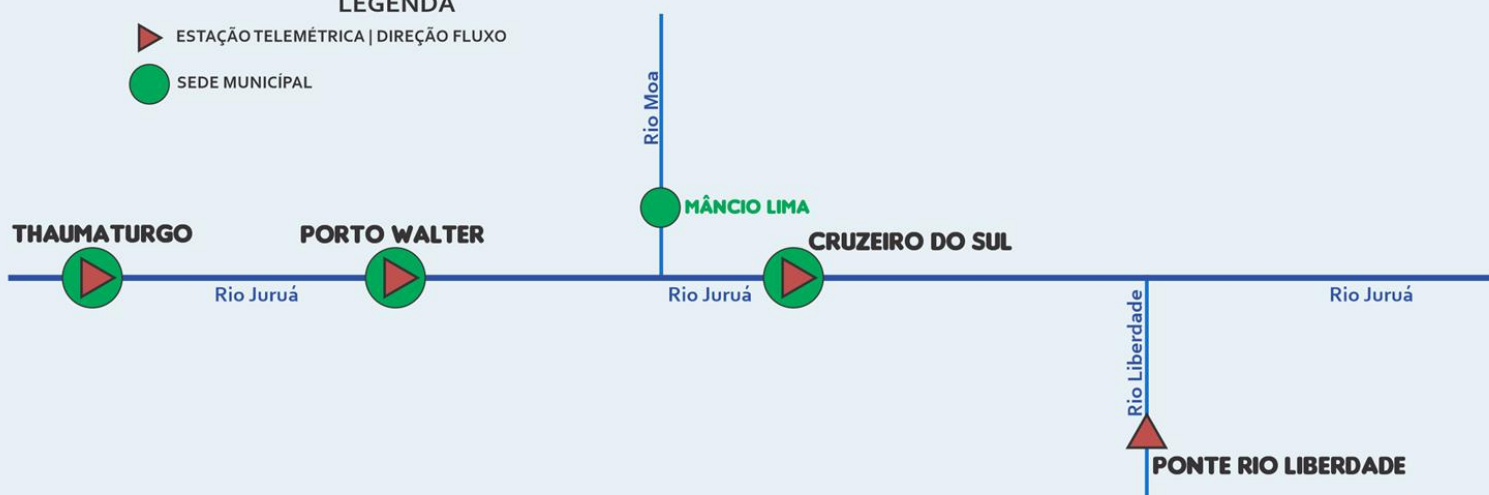 LEGENDA
ESTAÇÃO TELEMÉTRICA | DIREÇÃO FLUXO
SEDE MUNICÍPAL
Rio Moa
MÂNCIO LIMA
THAUMATURGO
PORTO WALTER
CRUZEIRO DO SUL
Rio Juruá
Rio Juruá
Rio Juruá
Rio Liberdade
PONTE RIO LIBERDADE